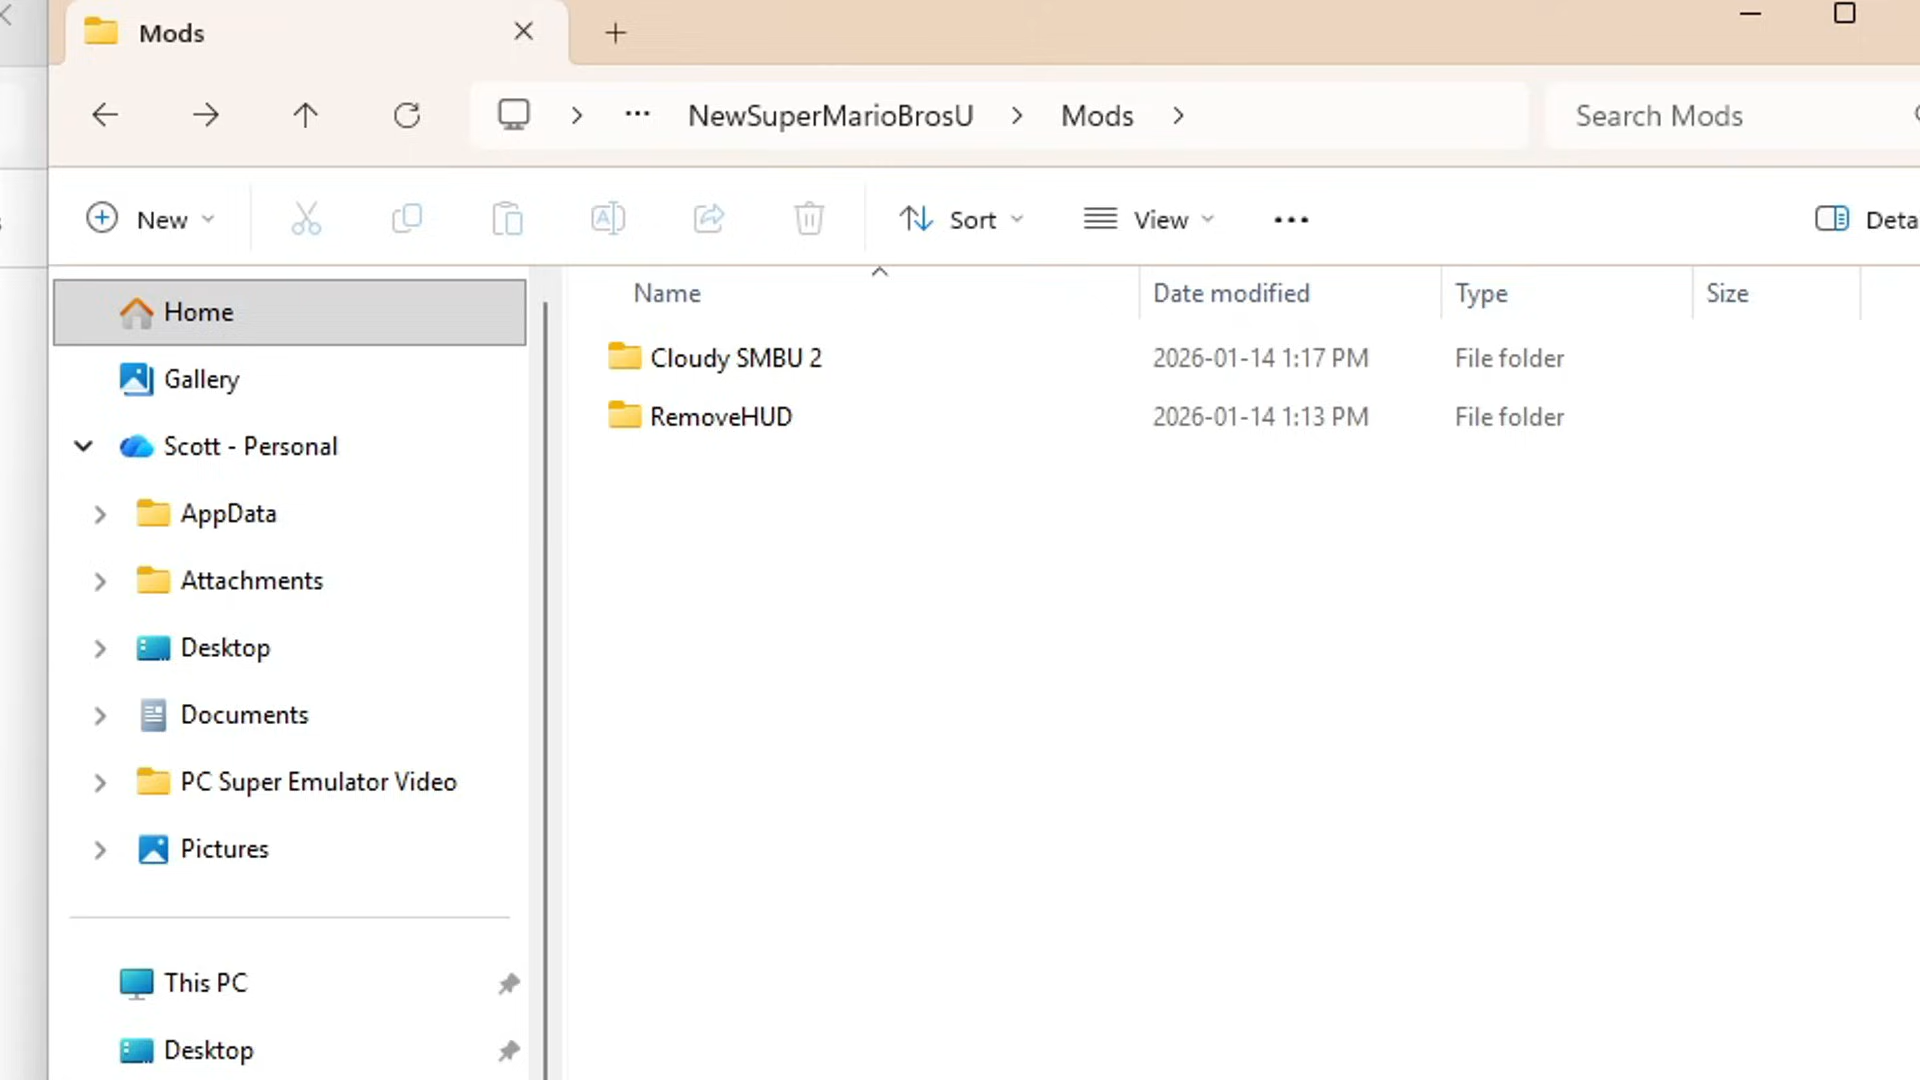 Mods
NewSuperMarioBrosU
Mods
Search Mods
New
Sort
View
Deta
Name
Date modified
Type
Size
Home
Gallery
Scott - Personal
AppData
Attachments
Desktop
Documents
PC Super Emulator Video
Pictures
This PC
Desktop
Cloudy SMBU 2
2026-01-14 1:17 PM
File folder
RemoveHUD
2026-01-14 1:13 PM
File folder